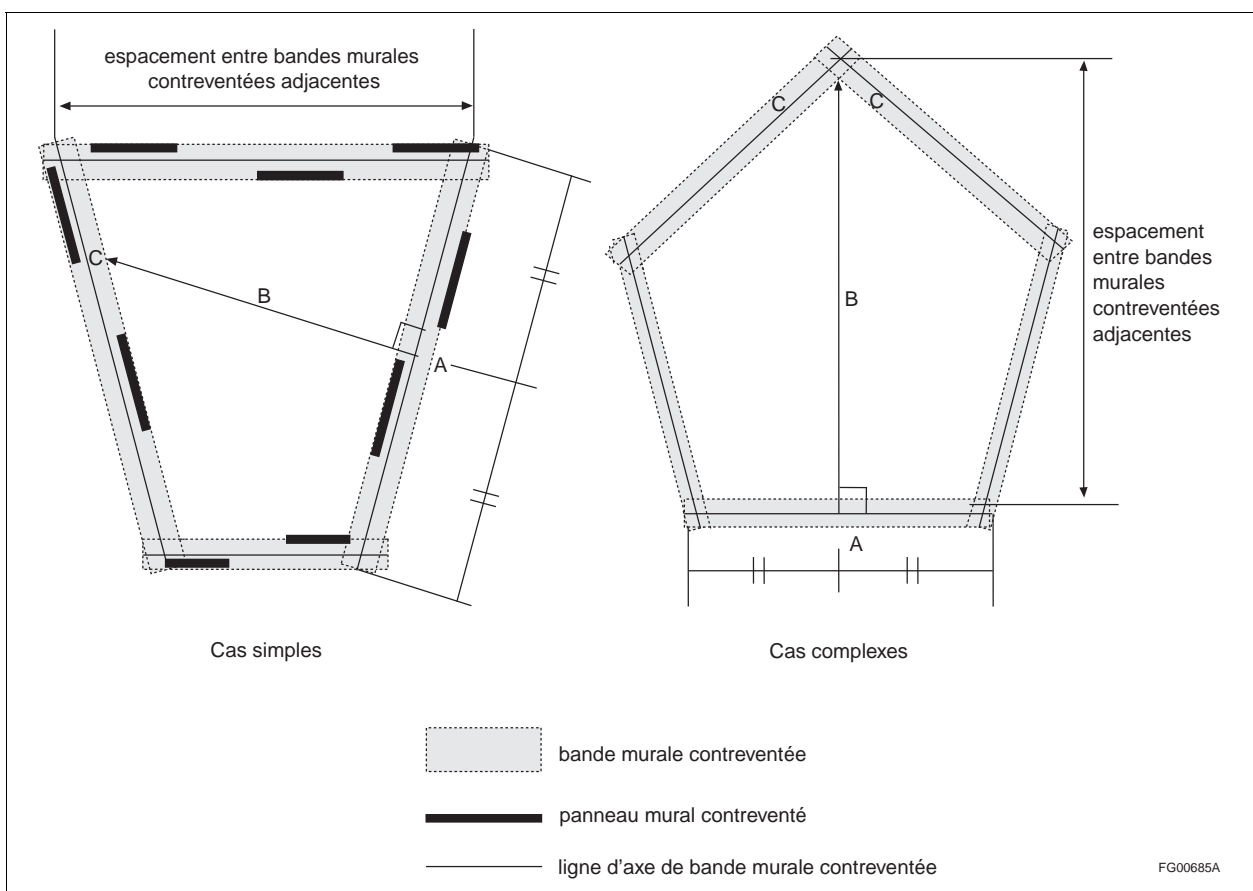 espacement entre bandes murales
contreventées adjacentes
C
B
A
Cas simples
C
C
B
A
espacement
entre bandes
murales
contreventées
adjacentes
Cas complexes
bande murale contreventée
panneau mural contreventé
ligne d'axe de bande murale contreventée
FG00685A